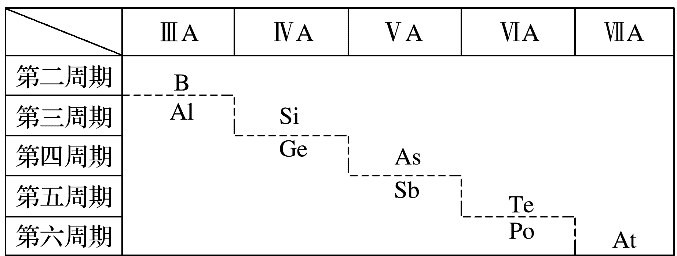 ⅢA ⅣA ⅤA ⅥA ⅦA
第二周期 B
第三周期 Al Si
第四周期 Ge As
第五周期 Sb Te
第六周期 Po At